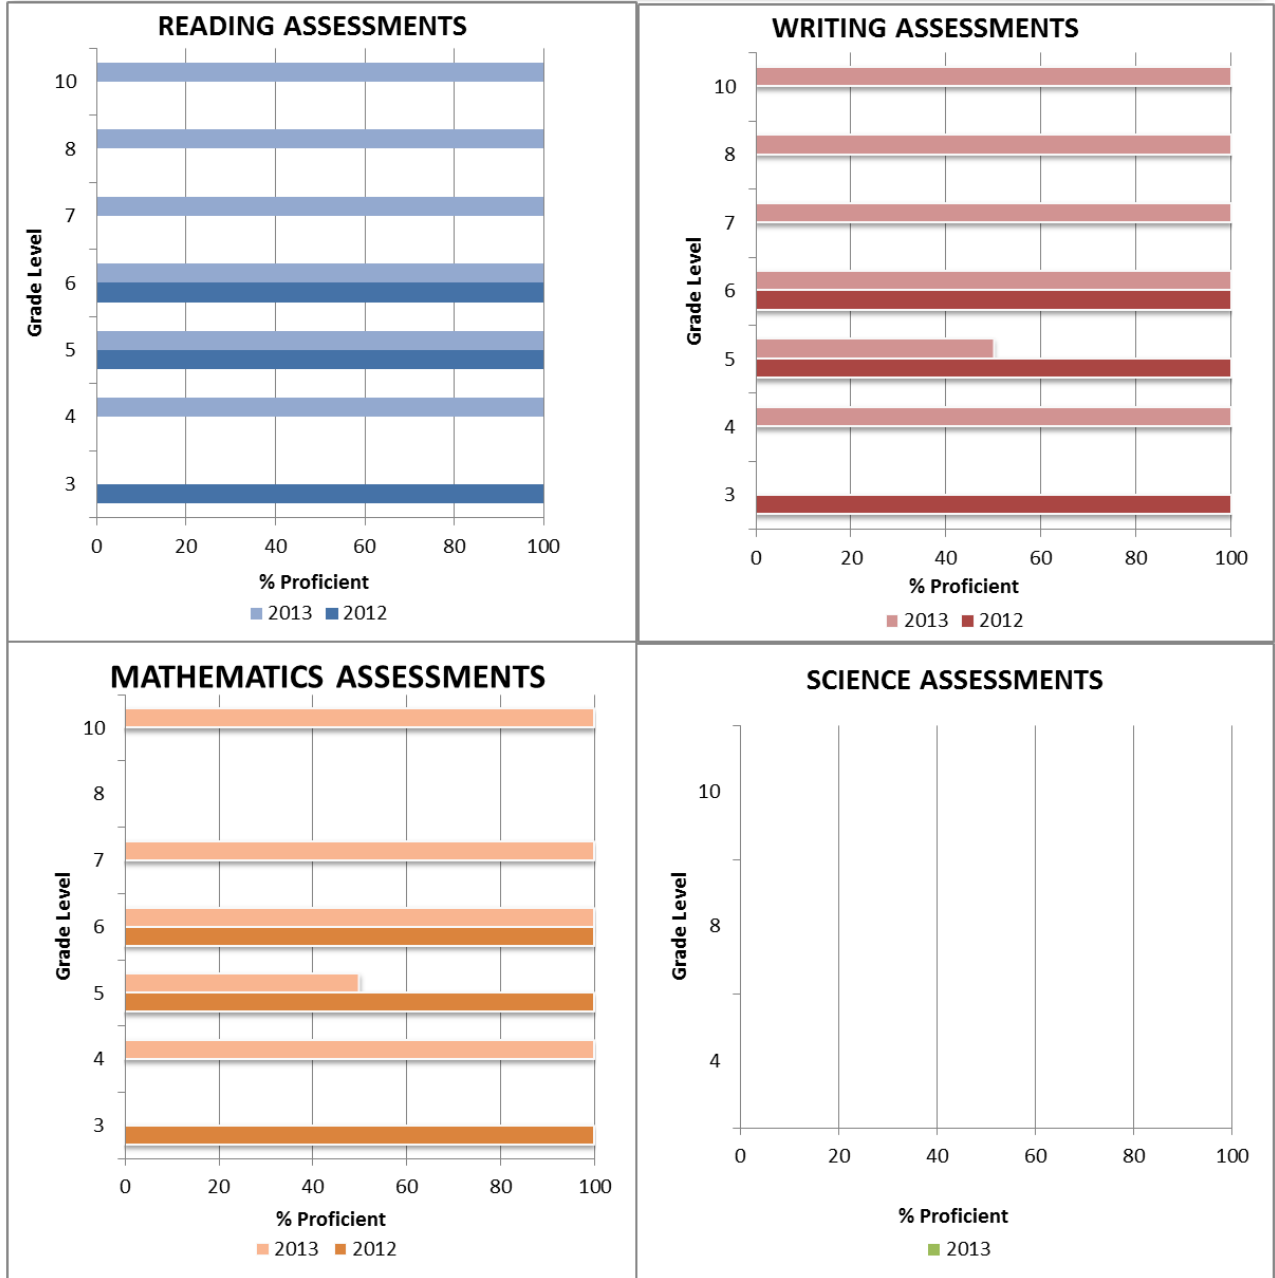 READING ASSESSMENTS
10
8
7
6
5
4
3
Grade Level
0 20 40 60 80 100
% Proficient
2013 2012
WRITING ASSESSMENTS
10
8
7
6
5
4
3
Grade Level
0 20 40 60 80 100
% Proficient
2013 2012
MATHEMATICS ASSESSMENTS
10
8
7
6
5
4
3
Grade Level
0 20 40 60 80 100
% Proficient
2013 2012
SCIENCE ASSESSMENTS
10
8
4
Grade Level
0 20 40 60 80 100
% Proficient
2013